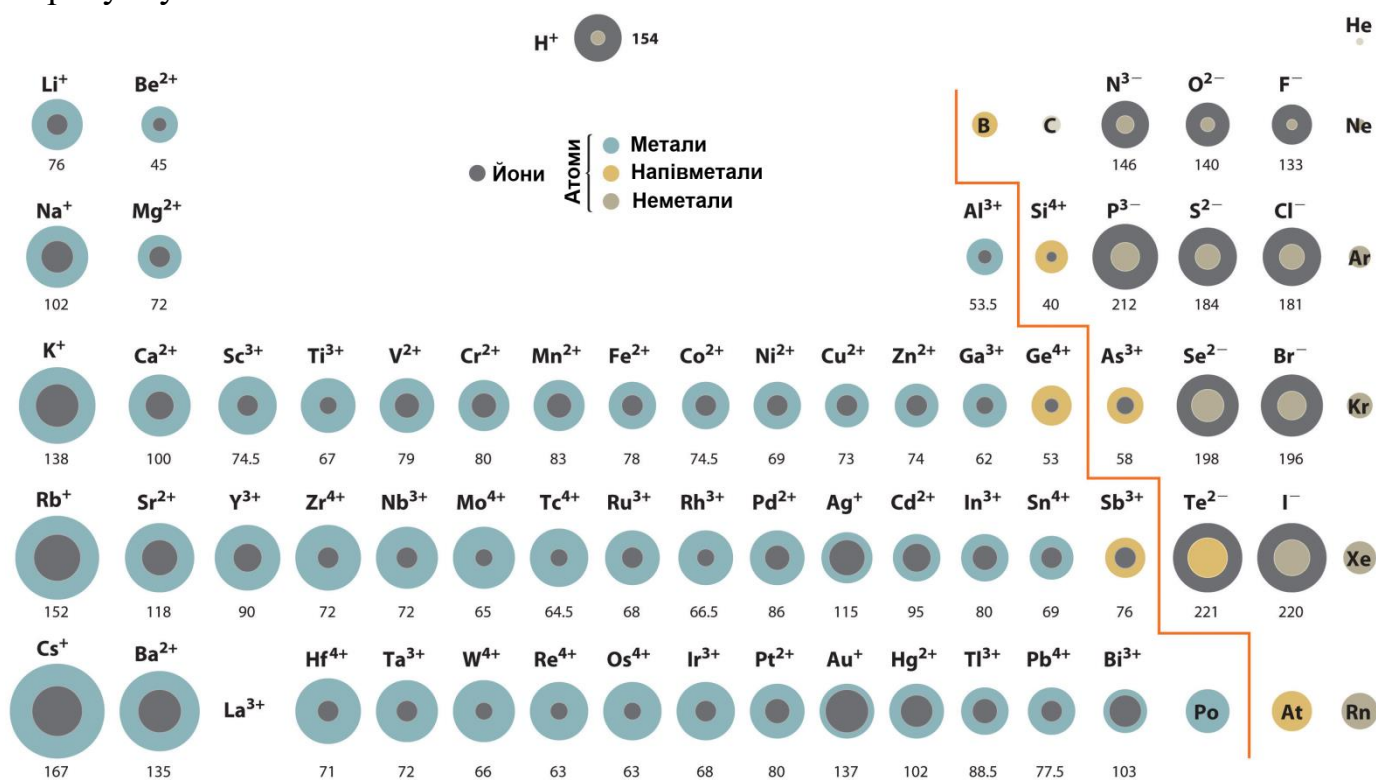 H⁺ 154 He
Li⁺ Be²⁺ N³⁻ O²⁻ F⁻
B C Ne
76 45 146 140 133
Йони Атоми Метали
Напівметали
Неметали
Na⁺ Mg²⁺ Al³⁺ Si⁴⁺ P³⁻ S²⁻ Cl⁻
Ar
102 72 53.5 40 212 184 181
K⁺ Ca²⁺ Sc³⁺ Ti³⁺ V²⁺ Cr²⁺ Mn²⁺ Fe²⁺ Co²⁺ Ni²⁺ Cu²⁺ Zn²⁺ Ga³⁺ Ge⁴⁺ As³⁺ Se²⁻ Br⁻
Kr
138 100 74.5 67 79 80 83 78 74.5 69 73 74 62 53 58 198 196
Rb⁺ Sr²⁺ Y³⁺ Zr⁴⁺ Nb³⁺ Mo⁴⁺ Tc⁴⁺ Ru³⁺ Rh³⁺ Pd²⁺ Ag⁺ Cd²⁺ In³⁺ Sn⁴⁺ Sb³⁺ Te²⁻ I⁻
Xe
152 118 90 72 72 65 64.5 68 66.5 86 115 95 80 69 76 221 220
Cs⁺ Ba²⁺ Hf⁴⁺ Ta³⁺ W⁴⁺ Re⁴⁺ Os⁴⁺ Ir³⁺ Pt²⁺ Au⁺ Hg²⁺ Tl³⁺ Pb⁴⁺ Bi³⁺
La³⁺ Po At Rn
167 135 71 72 66 63 63 68 80 137 102 88.5 77.5 103